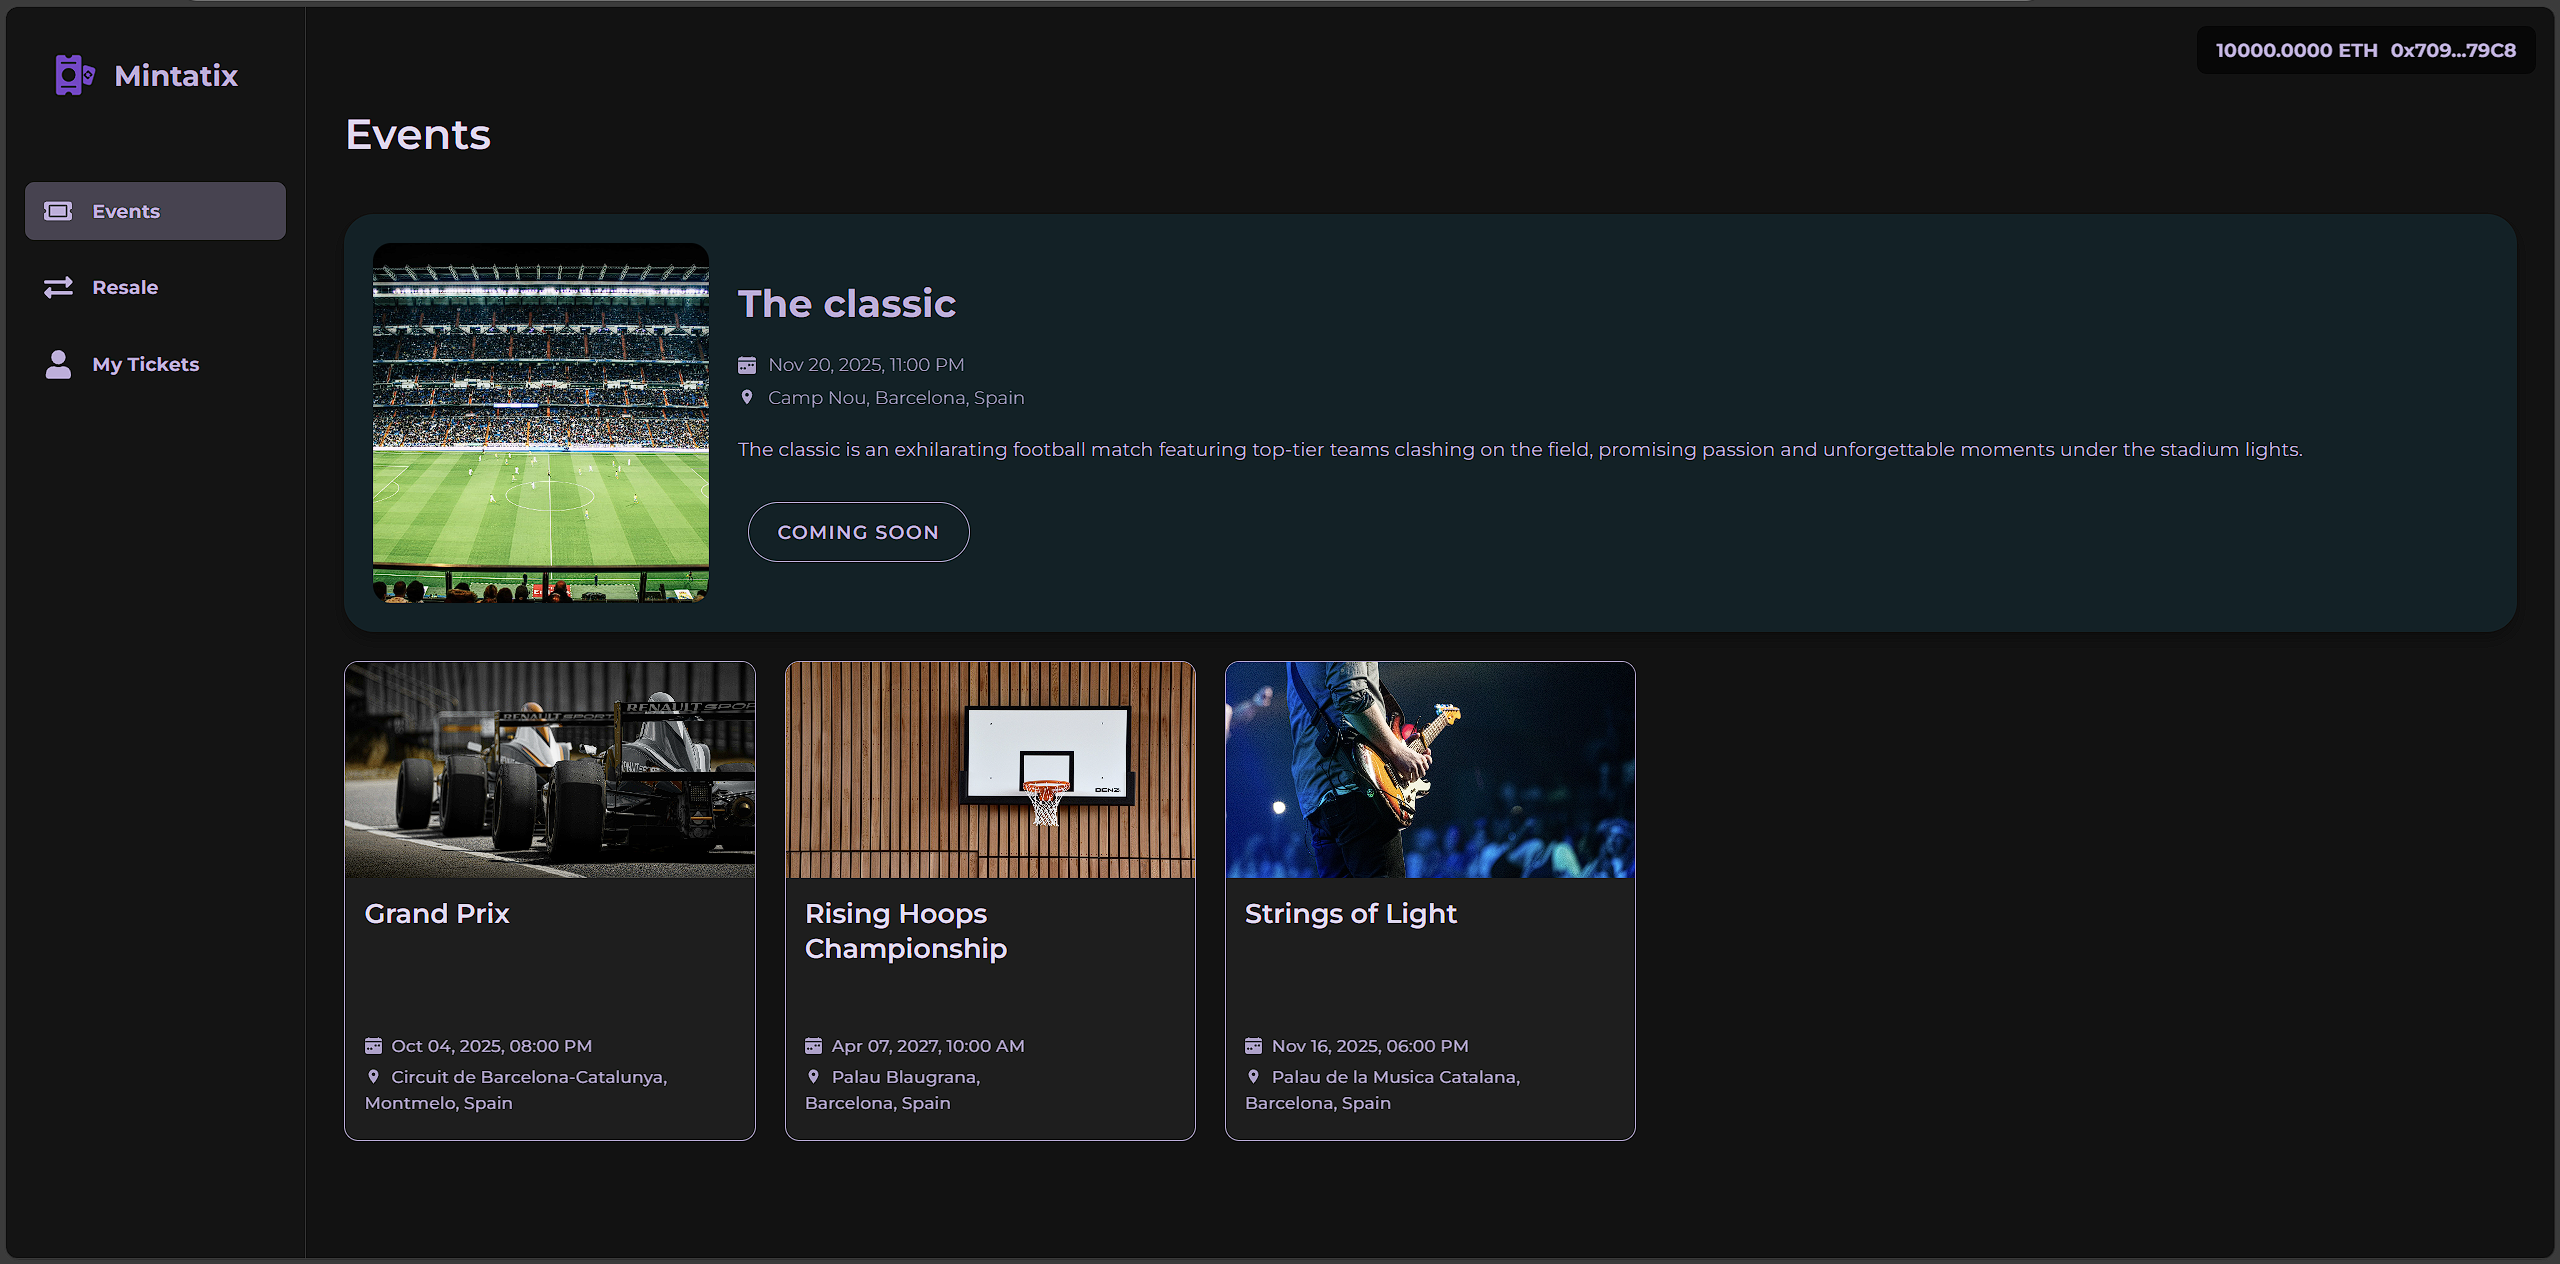 Mintatix
10000.0000 ETH 0x709...79C8
Events
Resale
My Tickets
Events
The classic
Nov 20, 2025, 11:00 PM
Camp Nou, Barcelona, Spain
The classic is an exhilarating football match featuring top-tier teams clashing on the field, promising passion and unforgettable moments under the stadium lights.
COMING SOON
RENAULT SPORT
RENAULT SPOR
Grand Prix
Oct 04, 2025, 08:00 PM
Circuit de Barcelona-Catalunya,
Montmelo, Spain
Rising Hoops
Championship
Apr 07, 2027, 10:00 AM
Palau Blaugrana,
Barcelona, Spain
Strings of Light
Nov 16, 2025, 06:00 PM
Palau de la Musica Catalana,
Barcelona, Spain